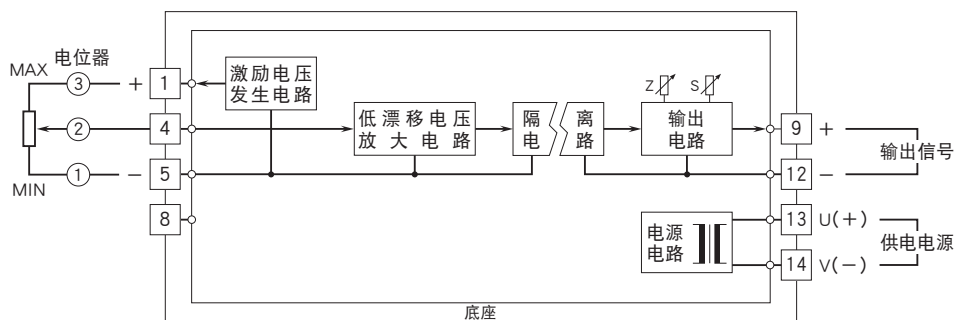 电位器
MAX
③
+
1
激励电压
发生电路
②
4
低漂移电压
放大电路
隔离
电路
Z
S
输出
电路
9
+
输出信号
①
−
5
12
−
MIN
8
电源
电路
13
U(+)
供电电源
14
V(−)
底座